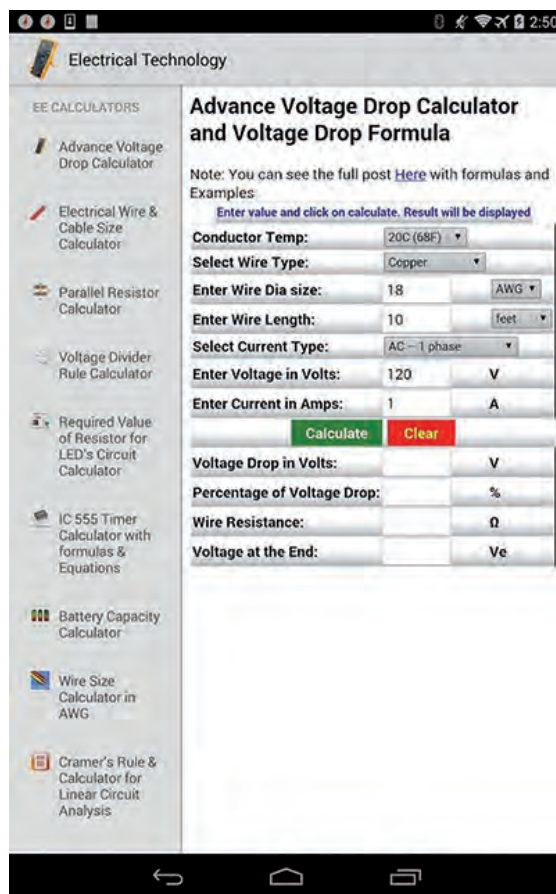 2:50
Electrical Technology
EE CALCULATORS
Advance Voltage
Drop Calculator
Electrical Wire &
Cable Size
Calculator
Parallel Resistor
Calculator
Voltage Divider
Rule Calculator
Required Value
of Resistor for
LED's Circuit
Calculator
IC 555 Timer
Calculator with
formulas &
Equations
Battery Capacity
Calculator
Wire Size
Calculator in
AWG
Cramer's Rule &
Calculator for
Linear Circuit
Analysis
Advance Voltage Drop Calculator
and Voltage Drop Formula
Note: You can see the full post Here with formulas and
Examples
Enter value and click on calculate. Result will be displayed
Conductor Temp: 20C (68F)
Select Wire Type: Copper
Enter Wire Dia size: 18 AWG
Enter Wire Length: 10 feet
Select Current Type: AC – 1 phase
Enter Voltage in Volts: 120 V
Enter Current in Amps: 1 A
Calculate Clear
Voltage Drop in Volts: V
Percentage of Voltage Drop: %
Wire Resistance: Ω
Voltage at the End: Ve